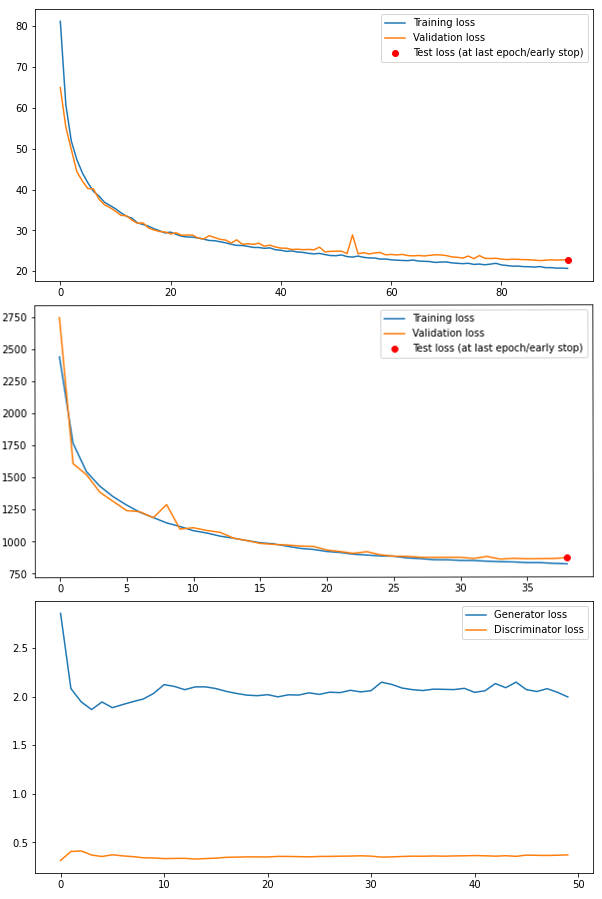 80
70
60
50
40
30
20
0 20 40 60 80
Training loss
Validation loss
Test loss (at last epoch/early stop)
2750
2500
2250
2000
1750
1500
1250
1000
750
0 5 10 15 20 25 30 35
Training loss
Validation loss
Test loss (at last epoch/early stop)
2.5
2.0
1.5
1.0
0.5
0 10 20 30 40 50
Generator loss
Discriminator loss